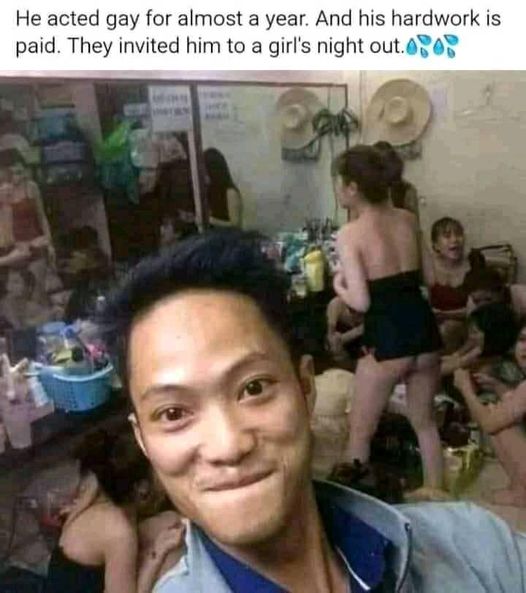 He acted gay for almost a year. And his hardwork is
paid. They invited him to a girl's night out.💦💦